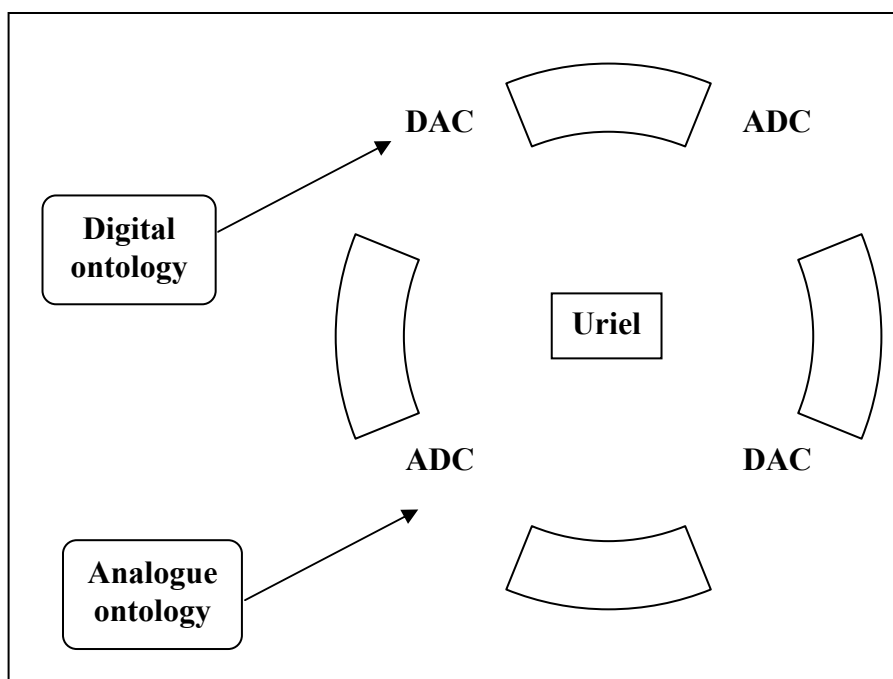 DAC
ADC
Digital
ontology
Uriel
ADC
DAC
Analogue
ontology